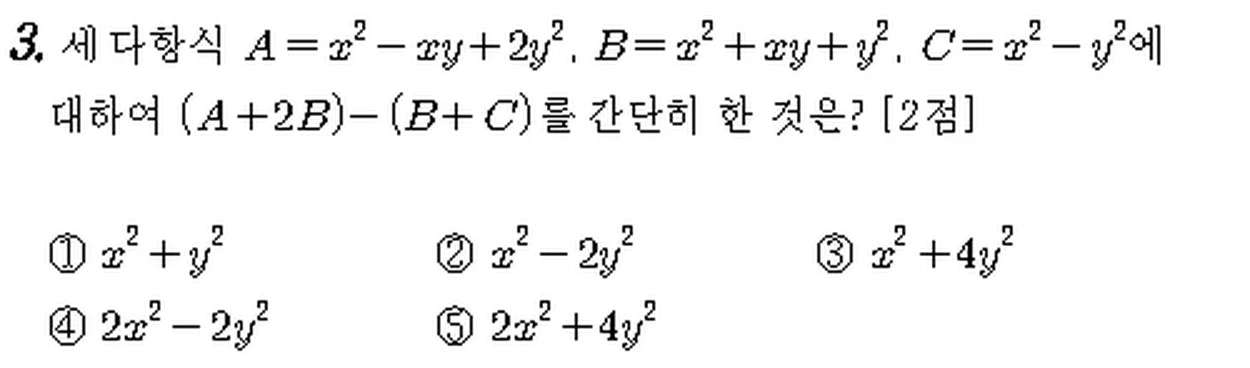 3. 세 다항식 A=x²-xy+2y², B=x²+xy+y², C=x²-y²에
대하여 (A+2B)-(B+C)를 간단히 한 것은? [2점]
① x²+y² ② x²-2y² ③ x²+4y²
④ 2x²-2y² ⑤ 2x²+4y²